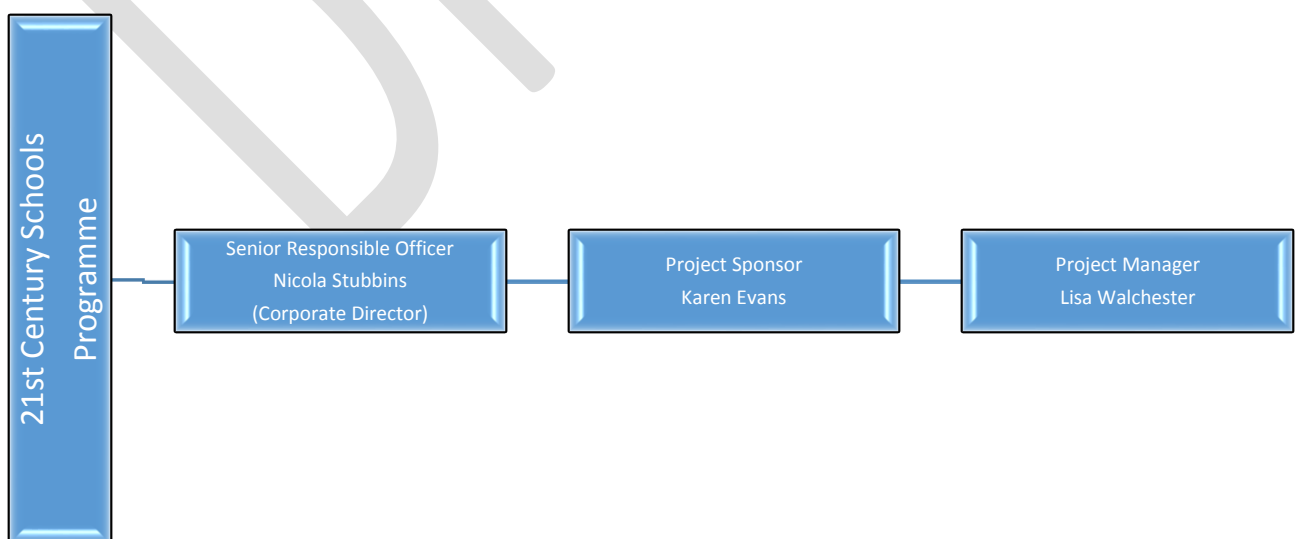 21st Century Schools
Programme
Senior Responsible Officer
Nicola Stubbins
(Corporate Director)
Project Sponsor
Karen Evans
Project Manager
Lisa Walchester